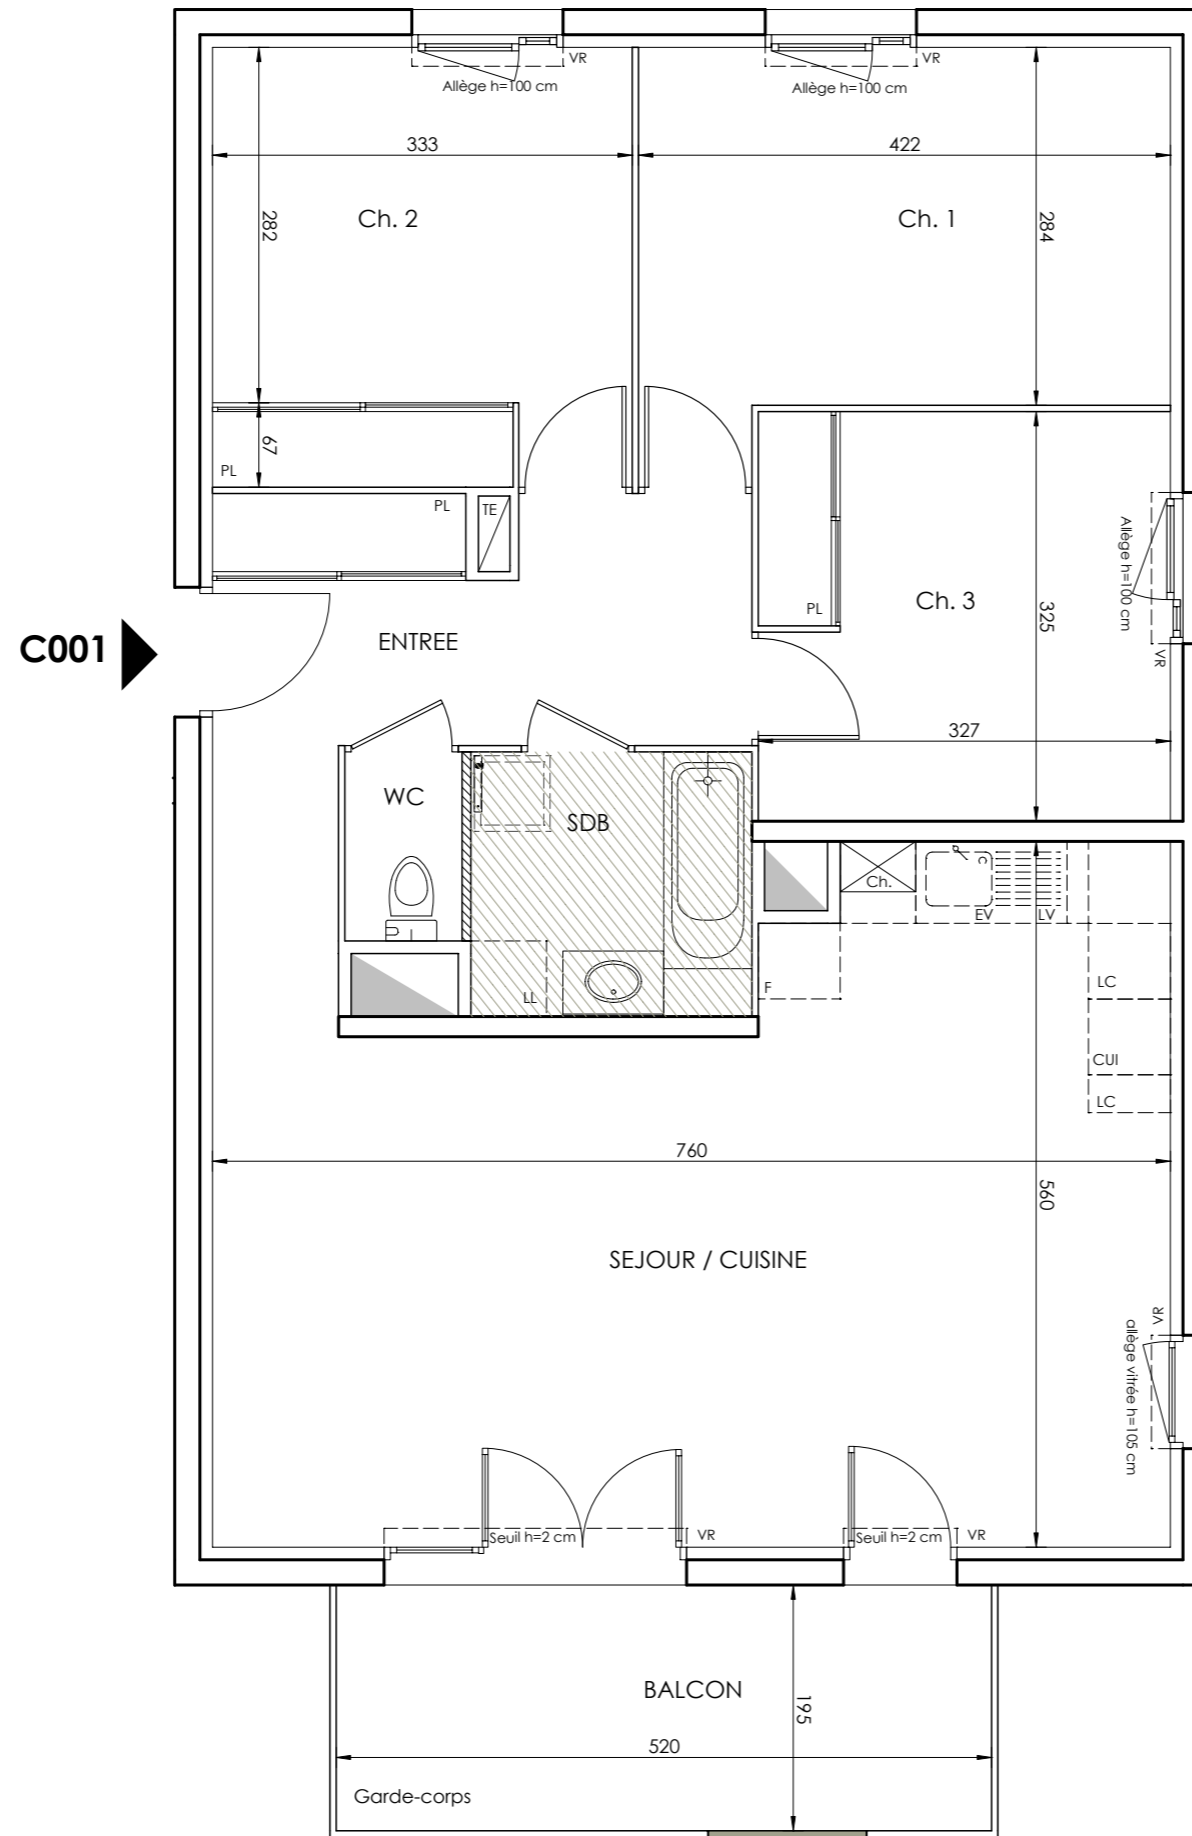 VR
VR
Allège h=100 cm
Allège h=100 cm
333
422
282
Ch. 2
Ch. 1
284
67
PL
PL
TE
Allège h=100 cm
VR
PL
Ch. 3
325
C001
ENTREE
327
WC
SDB
Ch.
EV
LV
LL
F
LC
CUI
LC
760
560
SEJOUR / CUISINE
VR
allège vitrée h=105 cm
Seuil h=2 cm
VR
Seuil h=2 cm
VR
BALCON
195
520
Garde-corps